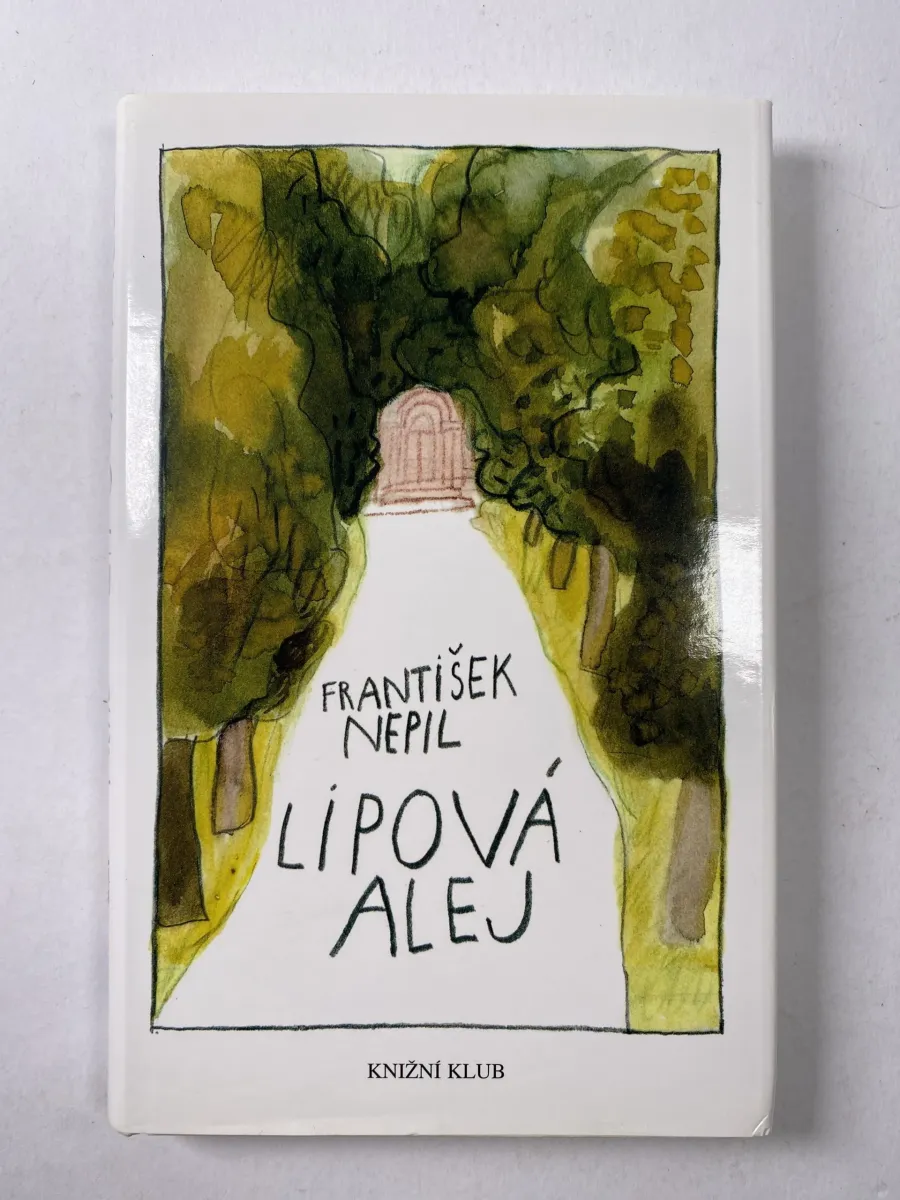 FRANTIŠEK
NEPIL
LIPOVÁ
ALEJ
KNIŽNÍ KLUB